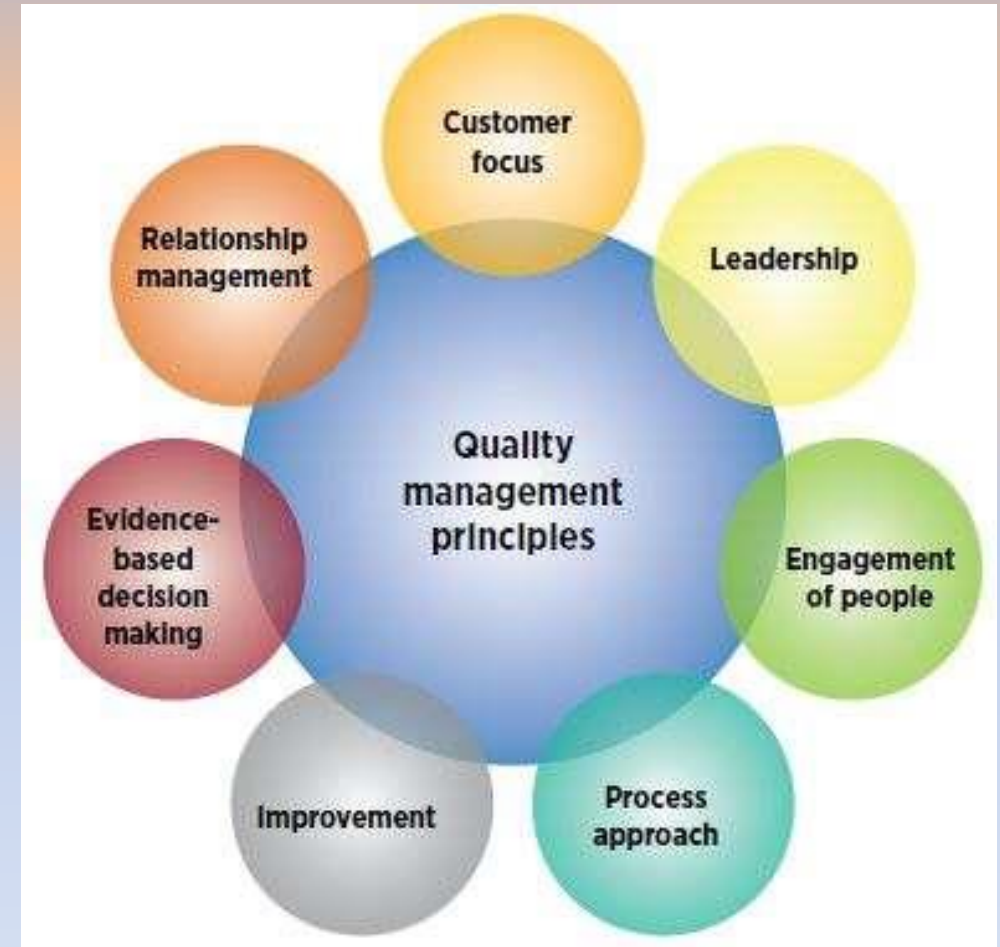 Customer
focus
Leadership
Engagement
of people
Process
approach
Improvement
Evidence-
based
decision
making
Relationship
management
Quality
management
principles